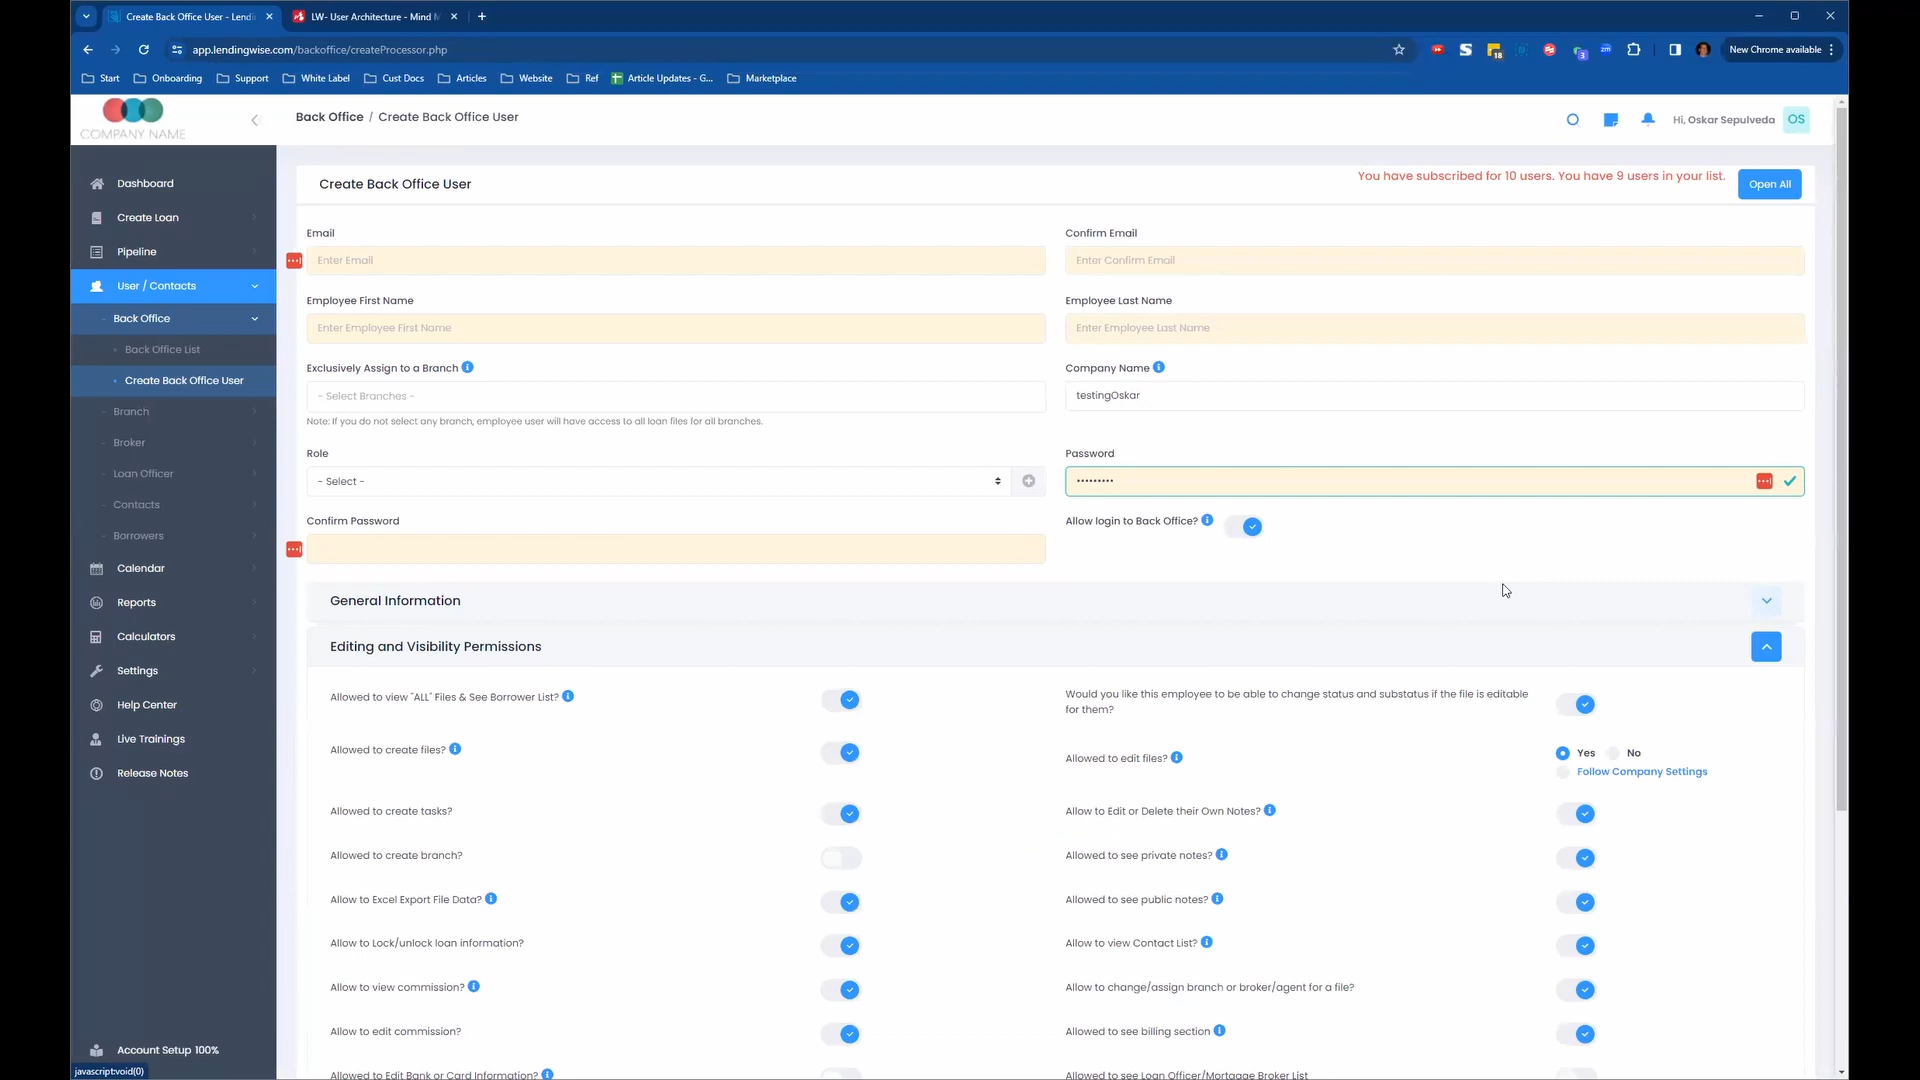 Create Back Office User - Lendi
LW- User Architecture - Mind M
app.lendingwise.com/backoffice/createProcessor.php
18
3
zm
New Chrome available
Start
Onboarding
Support
White Label
Cust Docs
Articles
Website
Ref
Article Updates - G...
Marketplace
COMPANY NAME
Back Office / Create Back Office User
Hi, Oskar Sepulveda
OS
Dashboard
Create Loan
Pipeline
User / Contacts
Back Office
Back Office List
Create Back Office User
Branch
Broker
Loan Officer
Contacts
Borrowers
Calendar
Reports
Calculators
Settings
Help Center
Live Trainings
Release Notes
Account Setup 100%
javascript:void(0)
Create Back Office User
You have subscribed for 10 users. You have 9 users in your list.
Open All
Email
Confirm Email
Enter Email
Enter Confirm Email
Employee First Name
Employee Last Name
Enter Employee First Name
Enter Employee Last Name
Exclusively Assign to a Branch
Company Name
- Select Branches -
testingOskar
Note: If you do not select any branch, employee user will have access to all loan files for all branches.
Role
Password
- Select -
•••••••••
Confirm Password
Allow login to Back Office?
General Information
Editing and Visibility Permissions
Allowed to view "ALL" Files & See Borrower List?
Would you like this employee to be able to change status and substatus if the file is editable
for them?
Allowed to create files?
Allowed to edit files?
Yes
No
Follow Company Settings
Allowed to create tasks?
Allow to Edit or Delete their Own Notes?
Allowed to create branch?
Allowed to see private notes?
Allow to Excel Export File Data?
Allowed to see public notes?
Allow to Lock/unlock loan information?
Allow to view Contact List?
Allow to view commission?
Allow to change/assign branch or broker/agent for a file?
Allow to edit commission?
Allowed to see billing section
Allowed to Edit Bank or Card Information?
Allowed to see Loan Officer/Mortgage Broker List